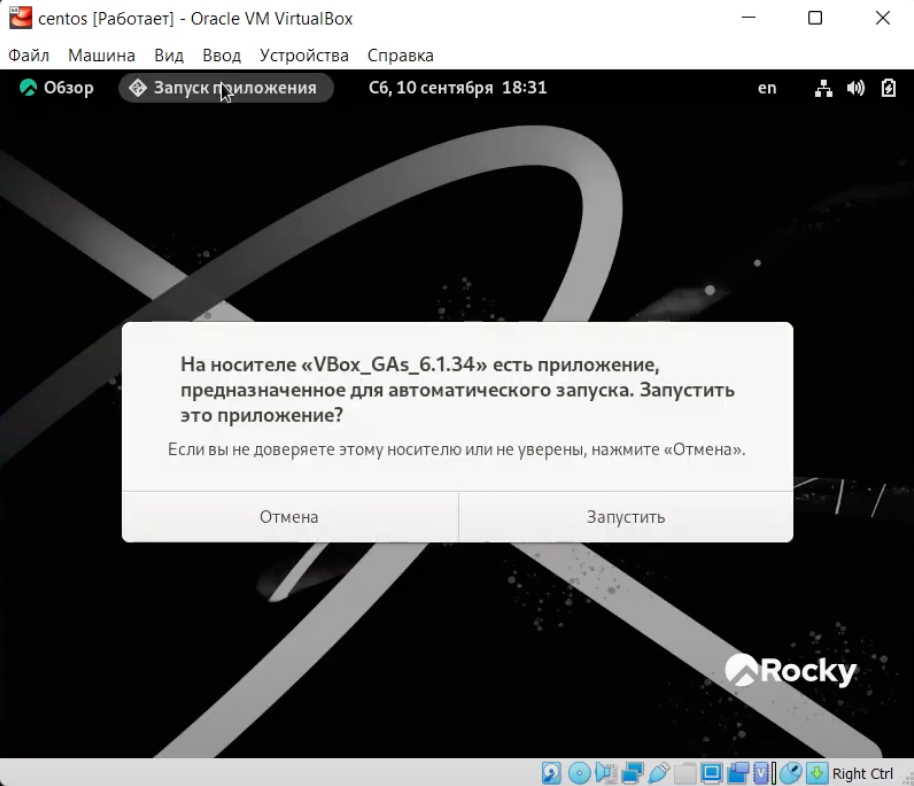 centos [Работает] - Oracle VM VirtualBox
Файл Машина Вид Ввод Устройства Справка
Обзор Запуск приложения Сб, 10 сентября 18:31 en
На носителе «VBox_GAs_6.1.34» есть приложение,
предназначенное для автоматического запуска. Запустить
это приложение?
Если вы не доверяете этому носителю или не уверены, нажмите «Отмена».
Отмена Запустить
Rocky
Right Ctrl